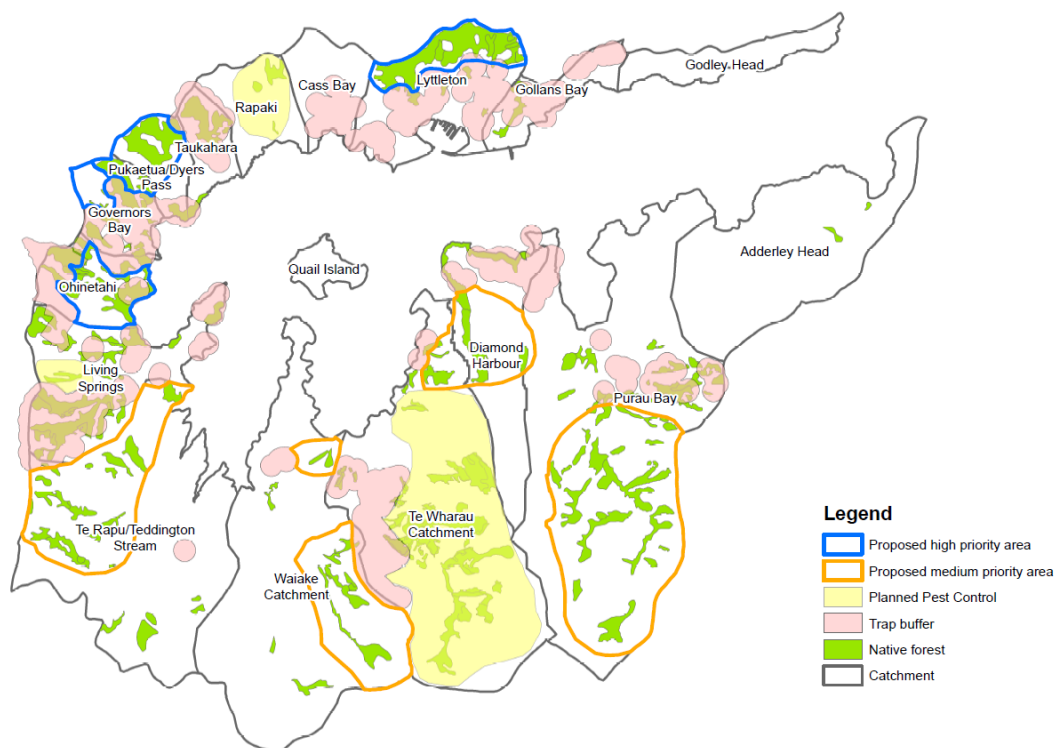 Godley Head
Lyttleton
Cass Bay
Gollans Bay
Rapaki
Taukahara
Pukaetua/Dyers
Pass
Governors
Bay
Adderley Head
Quail Island
Ohinetahi
Diamond
Harbour
Living
Springs
Purau Bay
Te Wharau
Catchment
Te Rapu/Teddington
Stream
Waiake
Catchment
Legend
Proposed high priority area
Proposed medium priority area
Planned Pest Control
Trap buffer
Native forest
Catchment